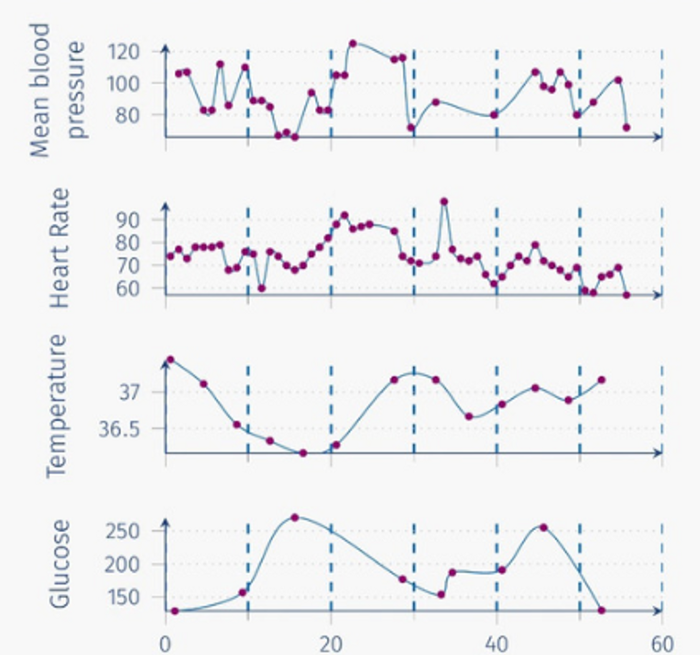 Mean blood
pressure
120
100
80
Heart Rate
90
80
70
60
Temperature
37
36.5
Glucose
250
200
150
0 20 40 60